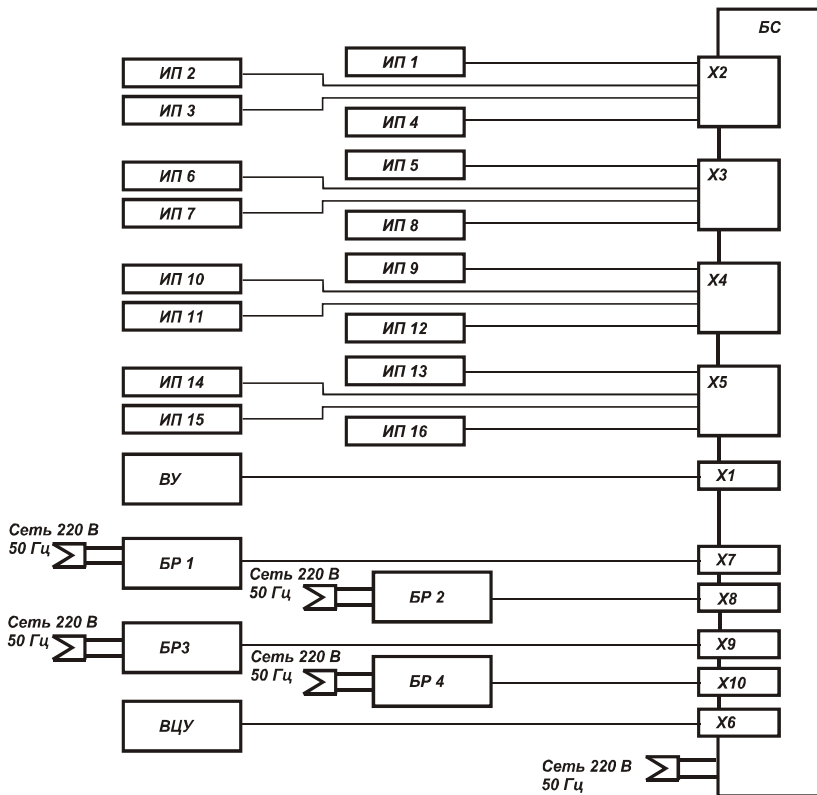 БС
ИП 1
ИП 2
X2
ИП 3
ИП 4
ИП 5
ИП 6
X3
ИП 7
ИП 8
ИП 9
ИП 10
X4
ИП 11
ИП 12
ИП 13
ИП 14
X5
ИП 15
ИП 16
ВУ
X1
Сеть 220 В
50 Гц
БР 1
X7
Сеть 220 В
50 Гц
БР 2
X8
Сеть 220 В
50 Гц
БР3
X9
Сеть 220 В
50 Гц
БР 4
X10
ВЦУ
X6
Сеть 220 В
50 Гц